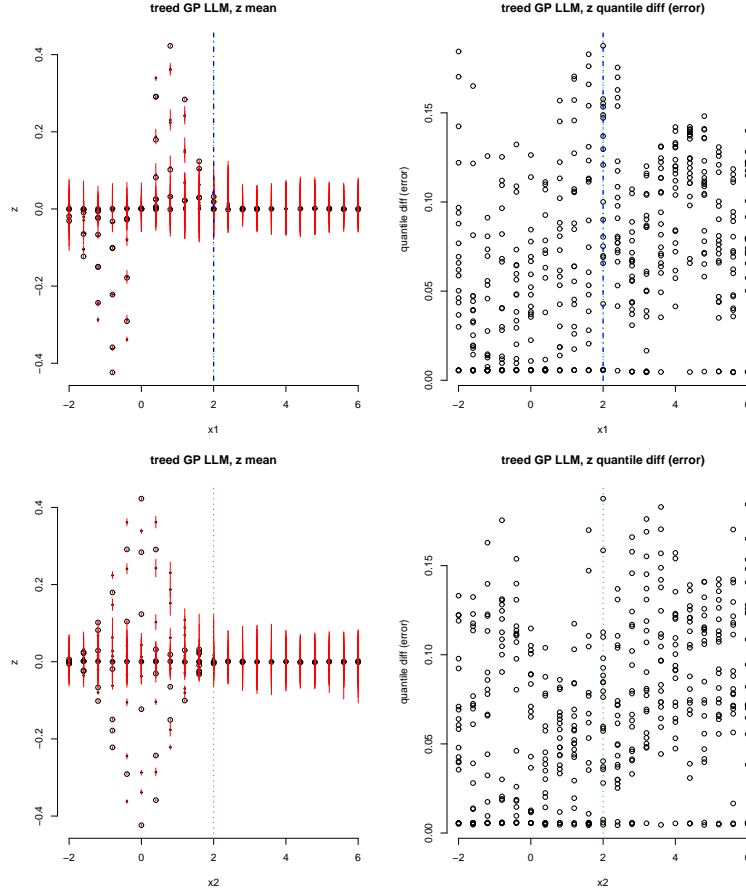 treed GP LLM, z mean
z
0.4
0.2
0.0
−0.2
−0.4
−2 0 2 4 6
x1
treed GP LLM, z quantile diff (error)
quantile diff (error)
0.15
0.10
0.05
0.00
−2 0 2 4 6
x1
treed GP LLM, z mean
z
0.4
0.2
0.0
−0.2
−0.4
−2 0 2 4 6
x2
treed GP LLM, z quantile diff (error)
quantile diff (error)
0.15
0.10
0.05
0.00
−2 0 2 4 6
x2